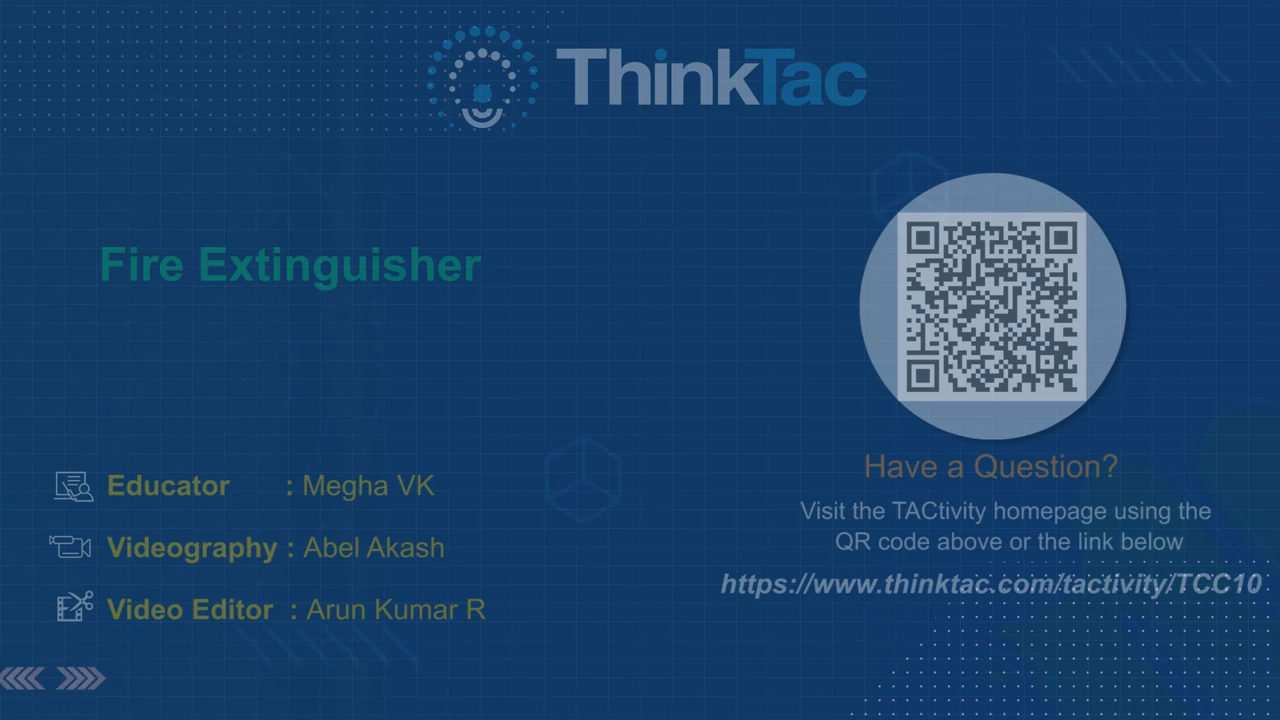 ThinkTac
Fire Extinguisher
Educator : Megha VK
Videography : Abel Akash
Video Editor : Arun Kumar R
Have a Question?
Visit the TACtivity homepage using the
QR code above or the link below
https://www.thinktac.com/tactivity/TCC10